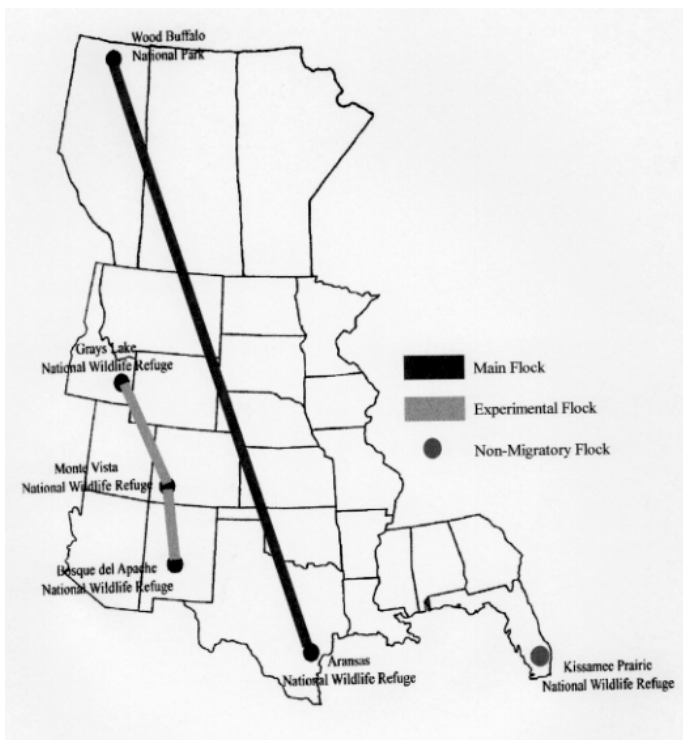 Wood Buffalo
National Park
Grays Lake
National Wildlife Refuge
Main Flock
Experimental Flock
Non-Migratory Flock
Monte Vista
National Wildlife Refuge
Bosque del Apache
National Wildlife Refuge
Aransas
National Wildlife Refuge
Kissamee Prairie
National Wildlife Refuge